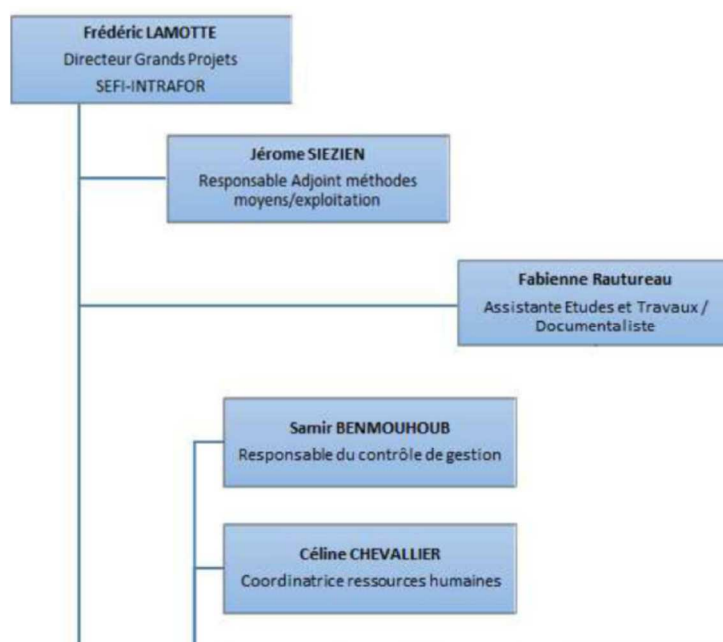 Frédéric LAMOTTE
Directeur Grands Projets
SEFI-INTRAFOR
Jérome SIEZIEN
Responsable Adjoint méthodes
moyens/exploitation
Fabienne Rautureau
Assistante Etudes et Travaux /
Documentaliste
Samir BENMOUHOUB
Responsable du contrôle de gestion
Céline CHEVALLIER
Coordinatrice ressources humaines